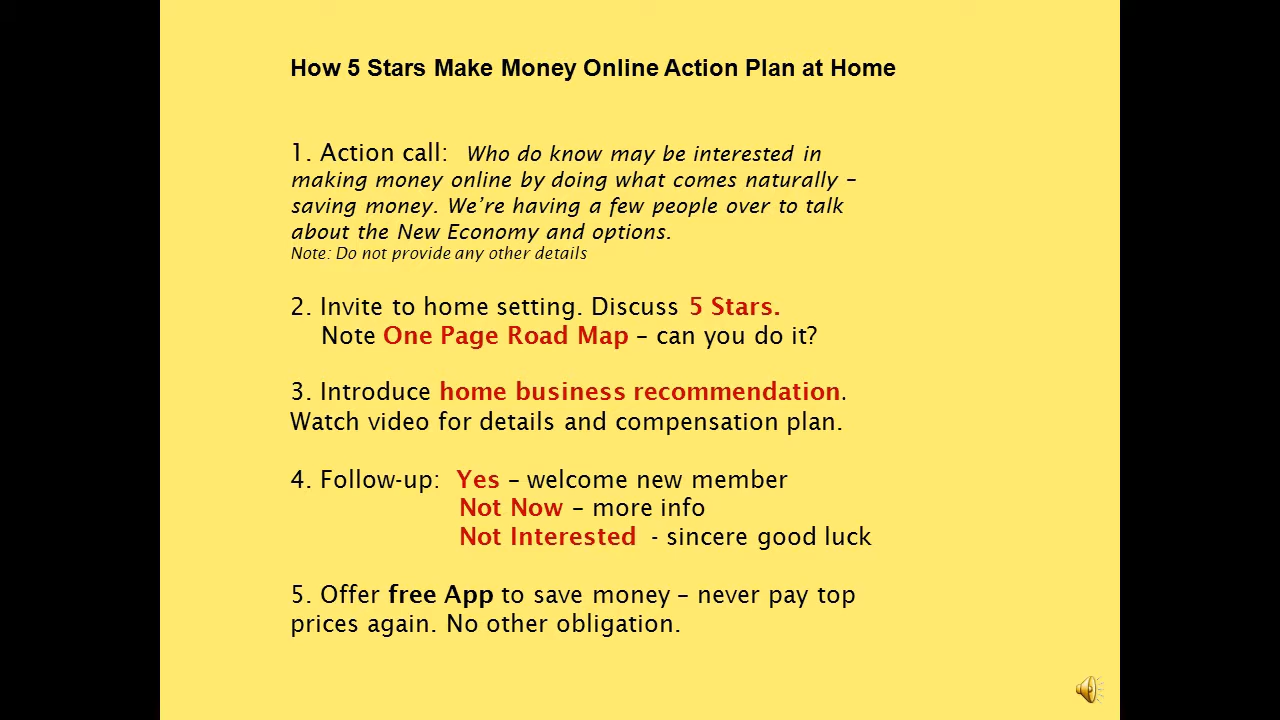 How 5 Stars Make Money Online Action Plan at Home
1. Action call: Who do know may be interested in
making money online by doing what comes naturally –
saving money. We’re having a few people over to talk
about the New Economy and options.
Note: Do not provide any other details
2. Invite to home setting. Discuss 5 Stars.
Note One Page Road Map – can you do it?
3. Introduce home business recommendation.
Watch video for details and compensation plan.
4. Follow-up: Yes – welcome new member
Not Now – more info
Not Interested - sincere good luck
5. Offer free App to save money – never pay top
prices again. No other obligation.